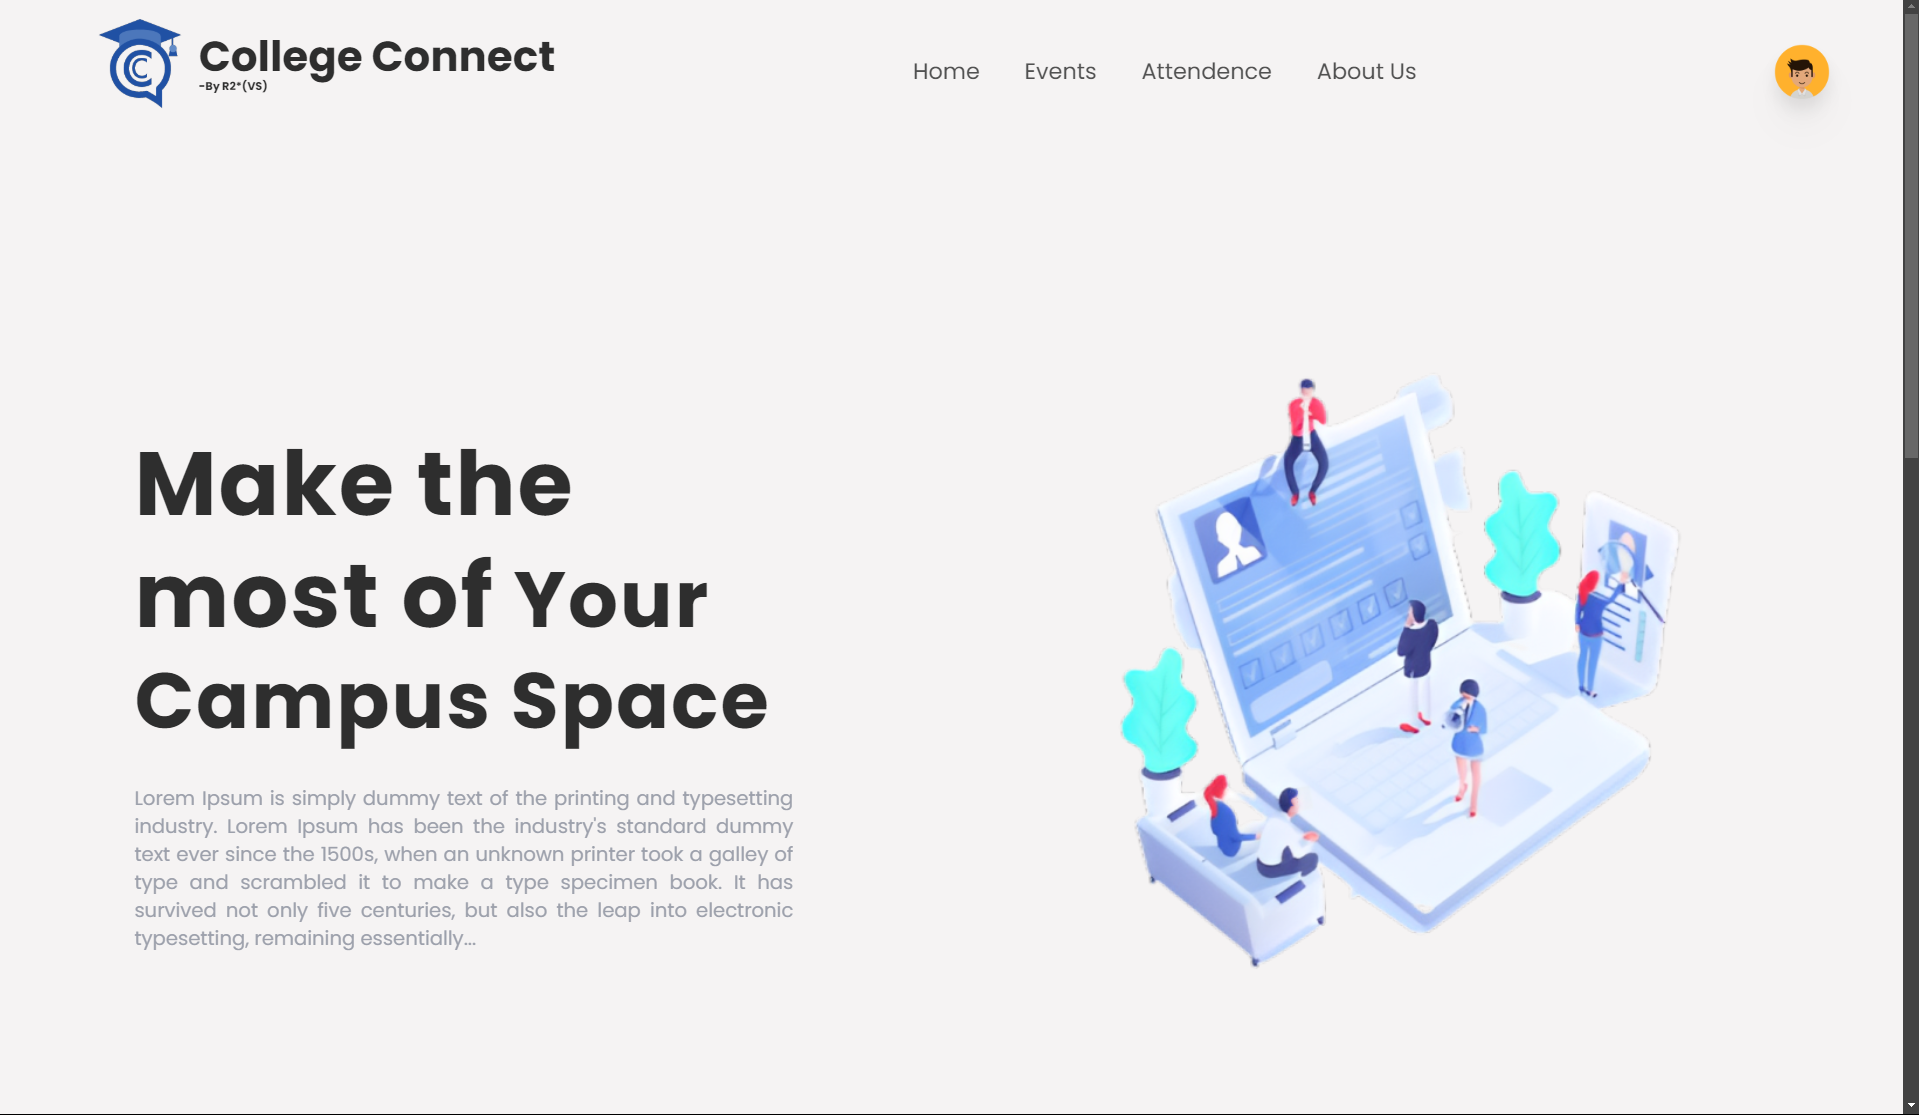 College Connect
-By R2*(VS)
Home Events Attendence About Us
Make the
most of Your
Campus Space
Lorem Ipsum is simply dummy text of the printing and typesetting
industry. Lorem Ipsum has been the industry's standard dummy
text ever since the 1500s, when an unknown printer took a galley of
type and scrambled it to make a type specimen book. It has
survived not only five centuries, but also the leap into electronic
typesetting, remaining essentially...